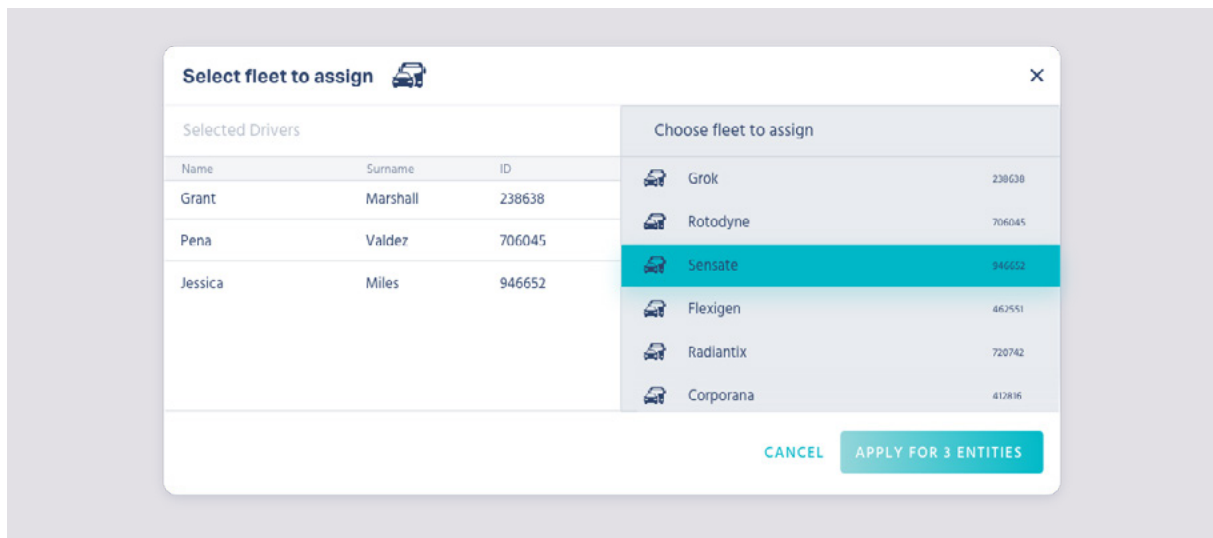 Select fleet to assign
Selected Drivers
Name Surname ID
Grant Marshall 238638
Pena Valdez 706045
Jessica Miles 946652
Choose fleet to assign
Grok 238638
Rotodyne 706045
Sensate 946652
Flexigen 462551
Radiantix 720742
Corporana 412816
CANCEL APPLY FOR 3 ENTITIES